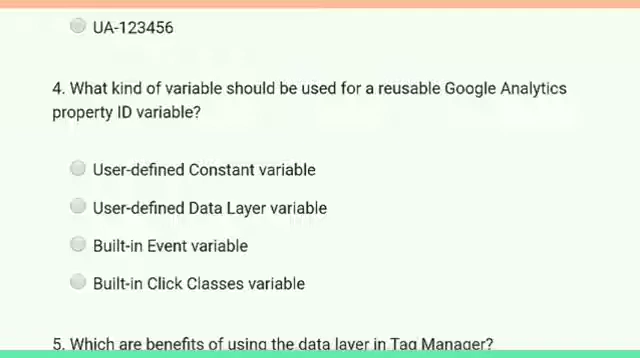 UA-123456
4. What kind of variable should be used for a reusable Google Analytics
property ID variable?
User-defined Constant variable
User-defined Data Layer variable
Built-in Event variable
Built-in Click Classes variable
5. Which are benefits of using the data layer in Tag Manager?